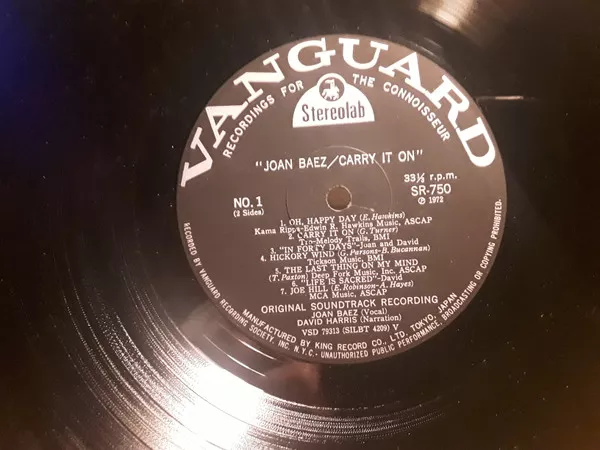 VANGUARD
RECORDINGS FOR THE CONNOISSEUR
Stereolab
"JOAN BAEZ/CARRY IT ON"
NO. 1
(2 Sides)
33⅓ r.p.m.
SR-750
℗ 1972
1. OH, HAPPY DAY (E. Hawkins)
Kama Rippa-Edwin R. Hawkins Music, ASCAP
2. CARRY IT ON (G. Turner)
Tro-Melody Trails, BMI
3. "IN FORTY DAYS"-Joan and David
4. HICKORY WIND (G. Parsons-B. Bucannan)
Tickson Music, BMI
5. THE LAST THING ON MY MIND
(T. Paxton) Deep Fork Music, Inc. ASCAP
6. "LIFE IS SACRED"-David
7. JOE HILL (E. Robinson-A. Hayes)
MCA Music, ASCAP
ORIGINAL SOUNDTRACK RECORDING
JOAN BAEZ (Vocal)
DAVID HARRIS (Narration)
VSD 79313 (SILBT 4209) V
MANUFACTURED BY KING RECORD CO., LTD. TOKYO, JAPAN
RECORDED BY VANGUARD RECORDING SOCIETY, INC. N.Y.C. - UNAUTHORIZED PUBLIC PERFORMANCE, BROADCASTING OR COPYING PROHIBITED.